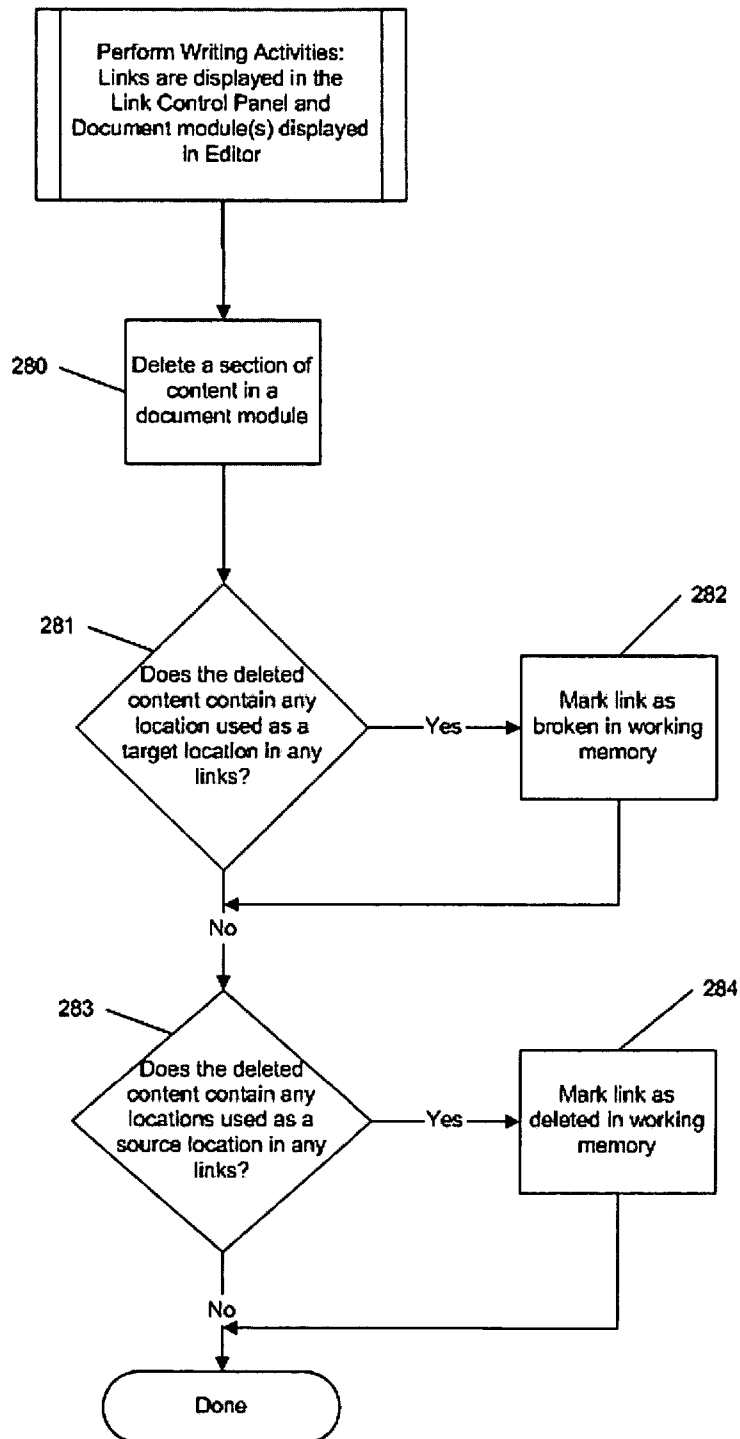 Perform Writing Activities:
Links are displayed in the
Link Control Panel and
Document module(s) displayed
in Editor
280
Delete a section of
content in a
document module
281
Does the deleted
content contain any
location used as a
target location in any
links?
Yes
282
Mark link as
broken in working
memory
No
283
Does the deleted
content contain any
locations used as a
source location in any
links?
Yes
284
Mark link as
deleted in working
memory
No
Done